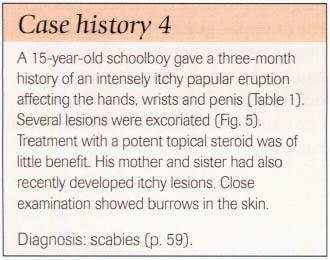 Case history 4
A 15-year-old schoolboy gave a three-month
history of an intensely itchy papular eruption
affecting the hands, wrists and penis (Table 1).
Several lesions were excoriated (Fig. 5).
Treatment with a potent topical steroid was of
little benefit. His mother and sister had also
recently developed itchy lesions. Close
examination showed burrows in the skin.
Diagnosis: scabies (p. 59).